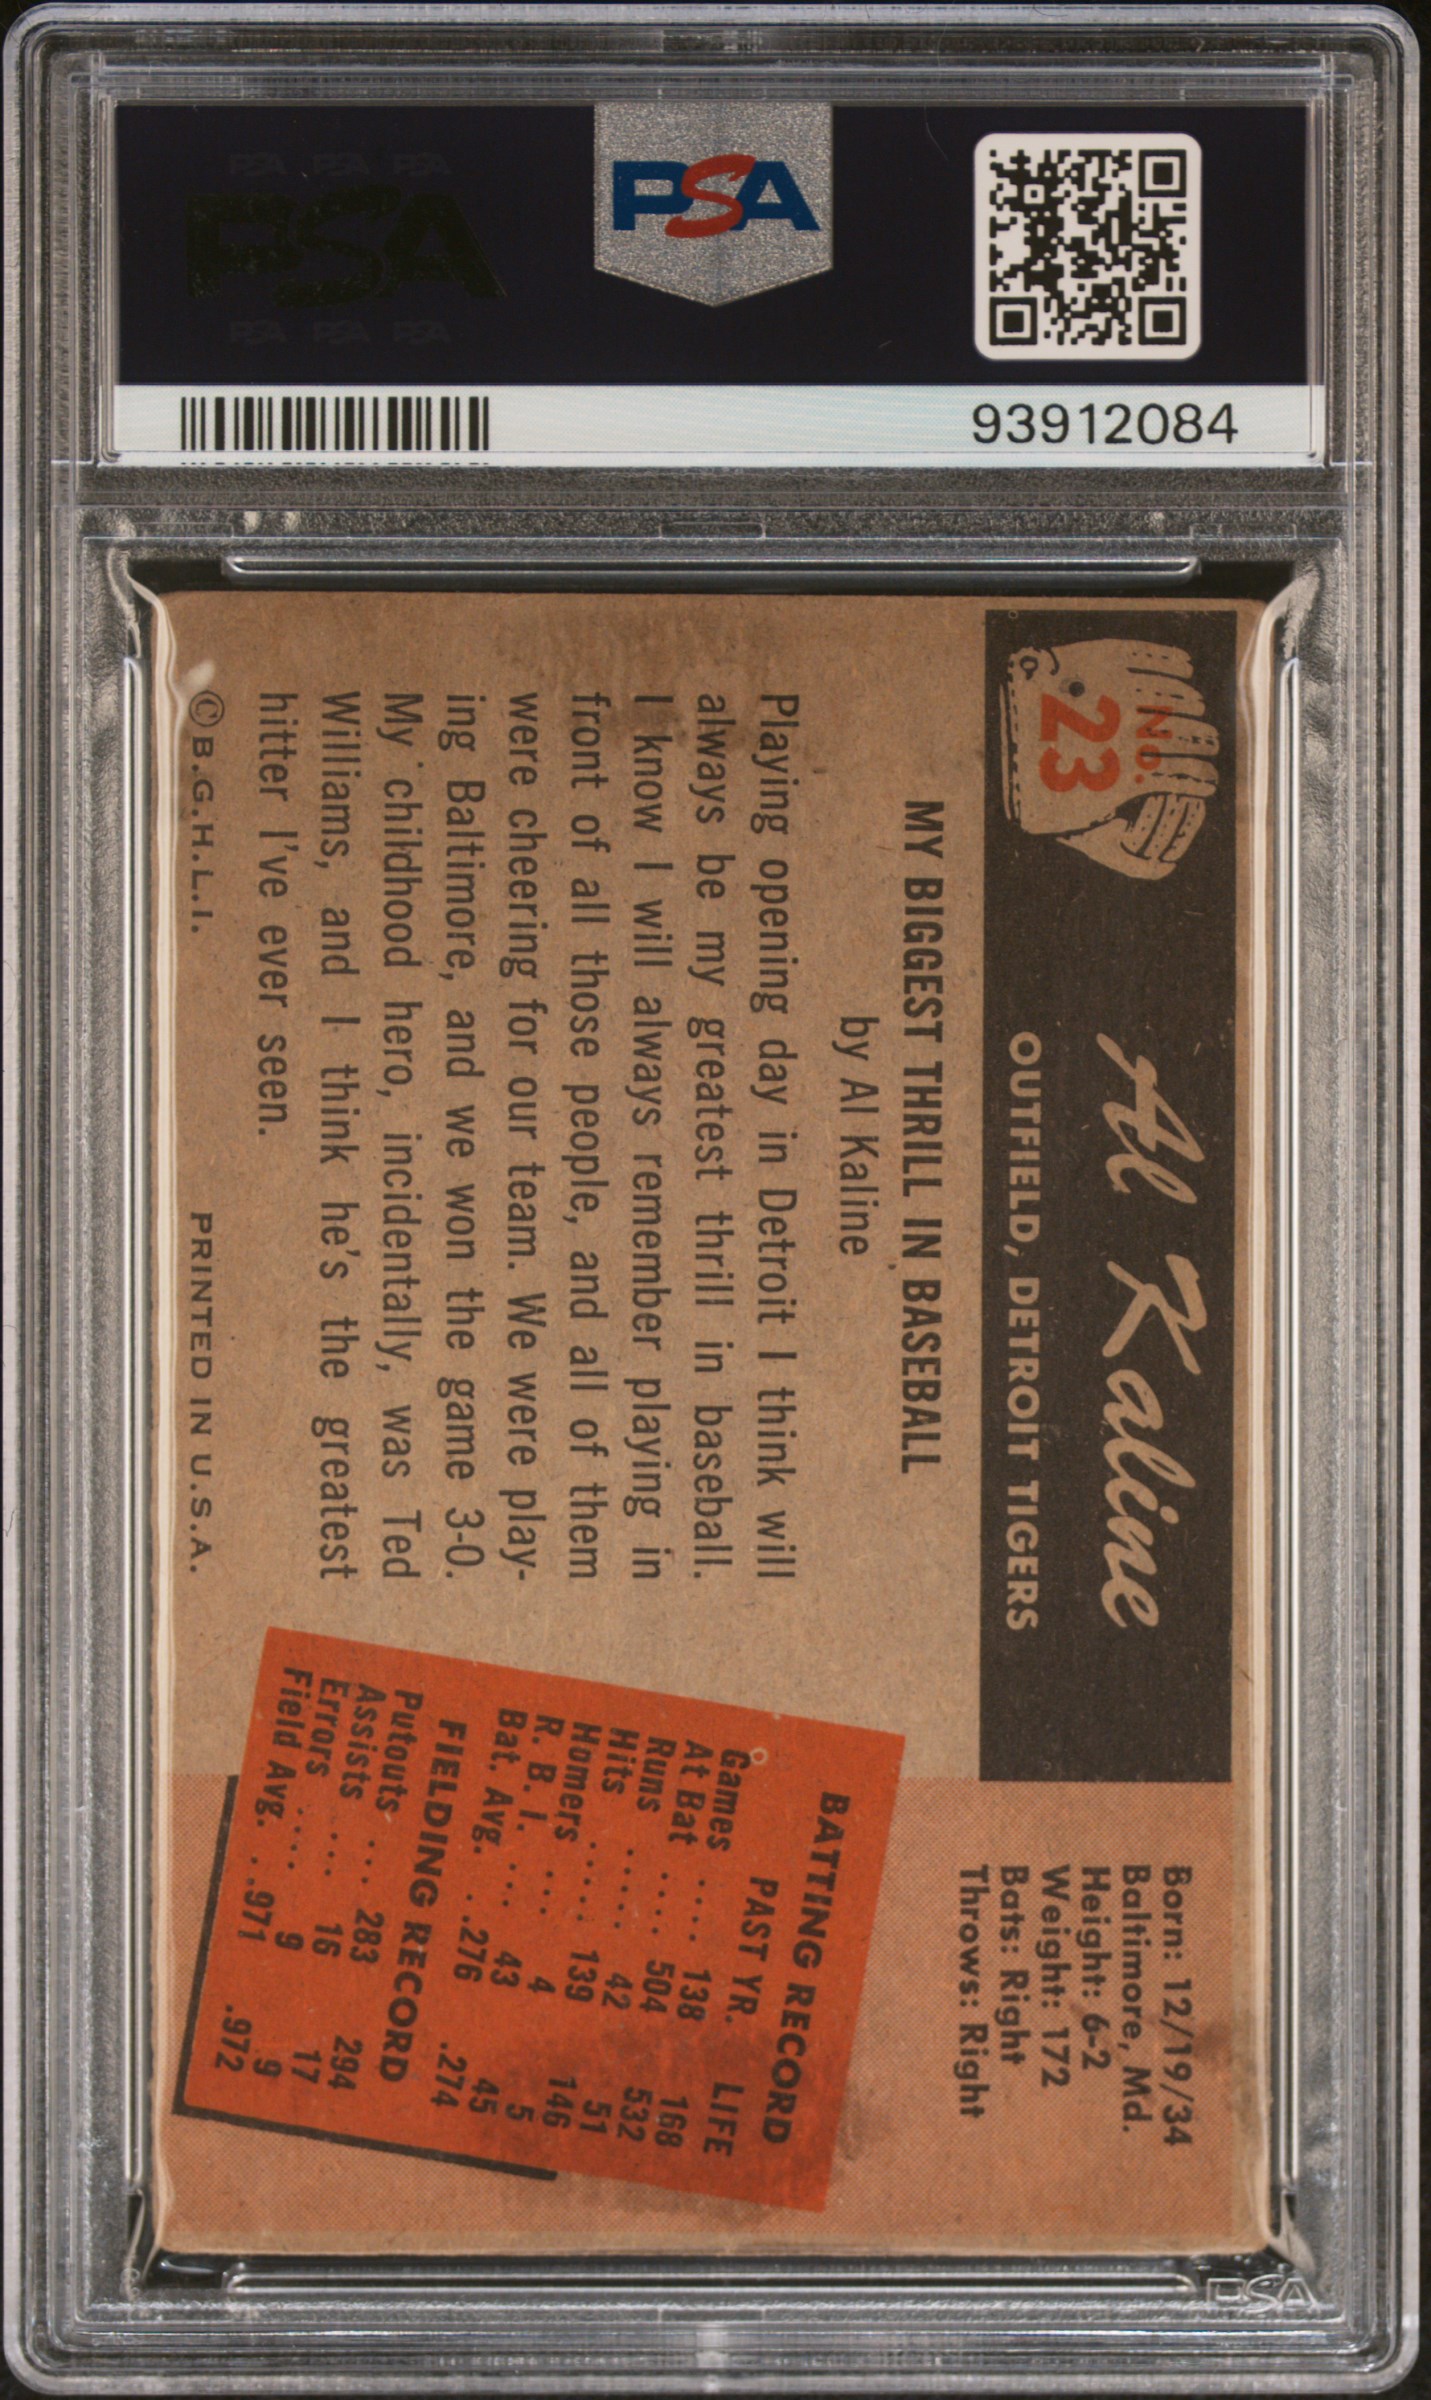 PSA PSA PSA
PSA
PSA PSA PSA
PSA
93912084
No.
23
Al Kaline
OUTFIELD, DETROIT TIGERS
MY BIGGEST THRILL IN BASEBALL
by Al Kaline
Playing opening day in Detroit I think will
always be my greatest thrill in baseball.
I know I will always remember playing in
front of all those people, and all of them
were cheering for our team. We were play-
ing Baltimore, and we won the game 3-0.
My childhood hero, incidentally, was Ted
Williams, and I think he's the greatest
hitter I've ever seen.
©B.G.H.L.I. PRINTED IN U.S.A.
Born: 12/19/34
Baltimore, Md.
Height: 6-2
Weight: 172
Bats: Right
Throws: Right
BATTING RECORD
PAST YR. LIFE
Games .... 138 168
At Bat .... 504 532
Runs ..... 42 51
Hits ..... 139 146
Homers ... 4 5
R. B. I. ... 43 45
Bat. Avg. . .276 .274
FIELDING RECORD
Putouts ... 283 294
Assists ... 16 17
Errors .... 9 9
Field Avg. . .971 .972
PSA